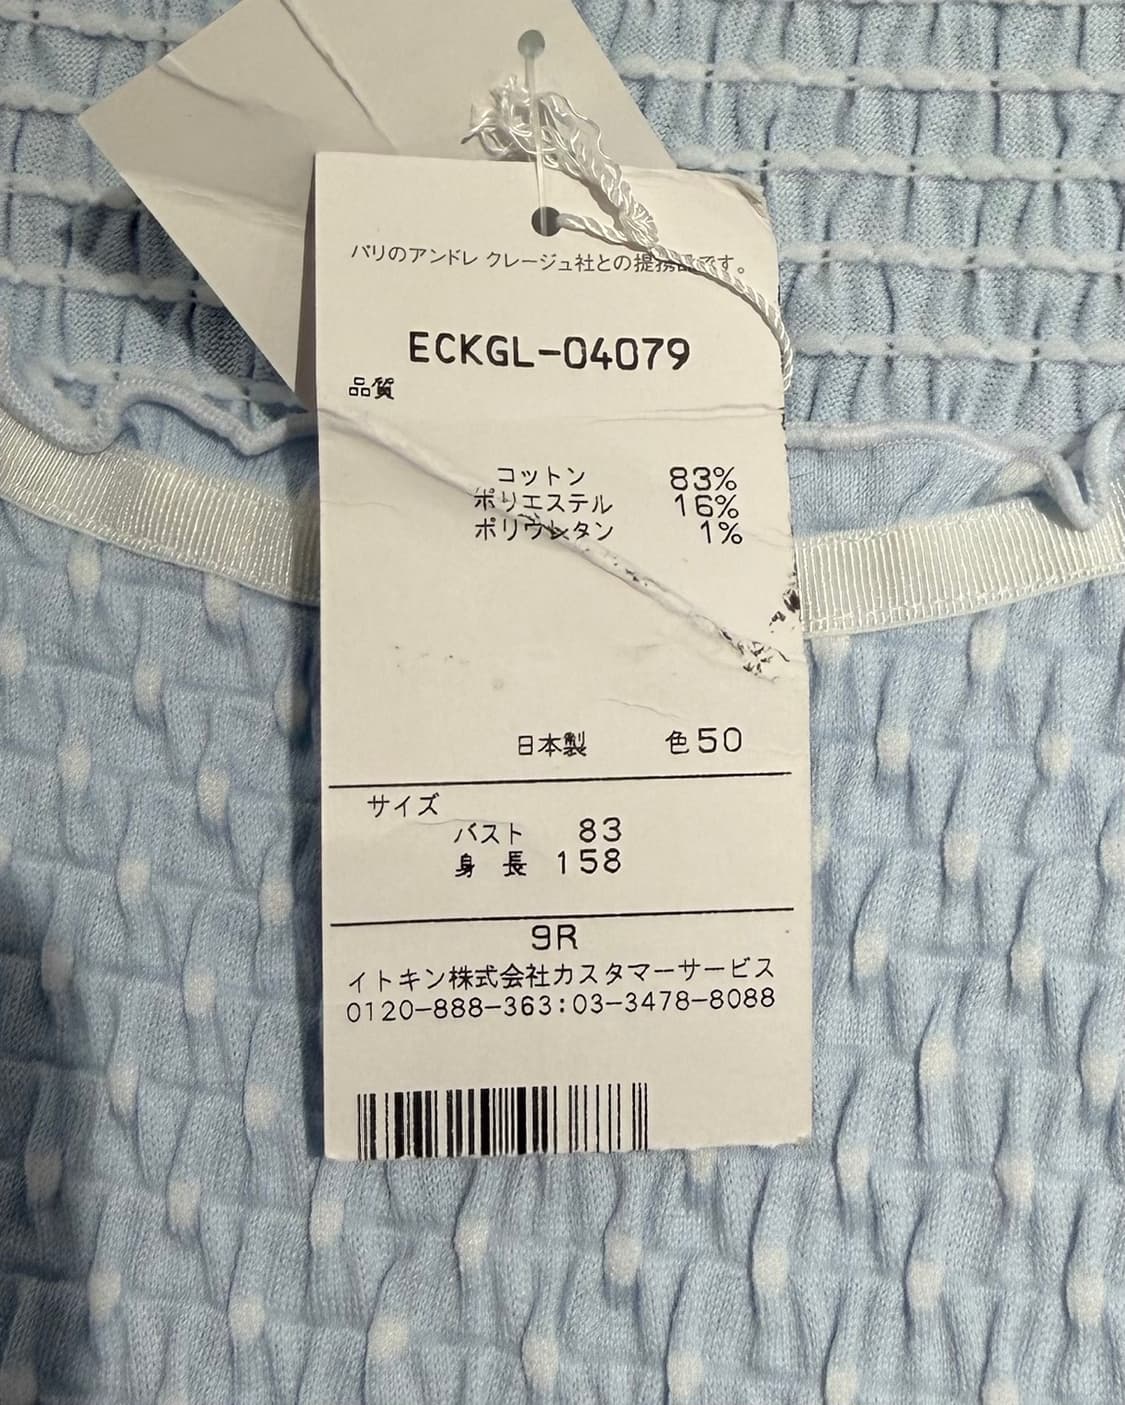 パリのアンドレ クレージュ社との提携品です。
ECKGL-04079
品質
コットン 83%
ポリエステル 16%
ポリウレタン 1%
日本製 色50
サイズ
バスト 83
身長 158
9R
イトキン株式会社カスタマーサービス
0120-888-363:03-3478-8088